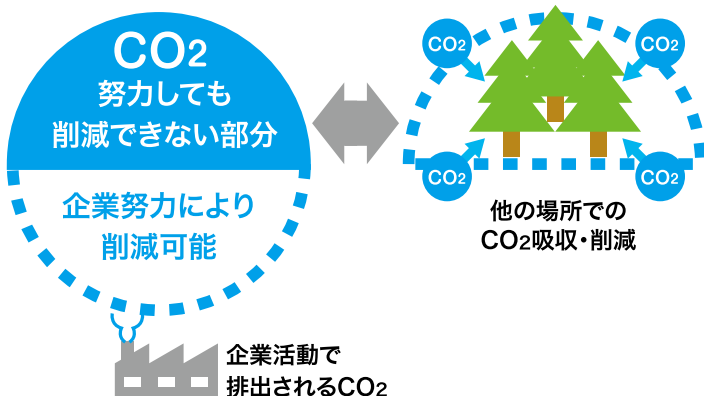 CO2
努力しても
削減できない部分
企業努力により
削減可能
企業活動で
排出されるCO2
CO2
CO2
CO2
CO2
他の場所での
CO2吸収・削減